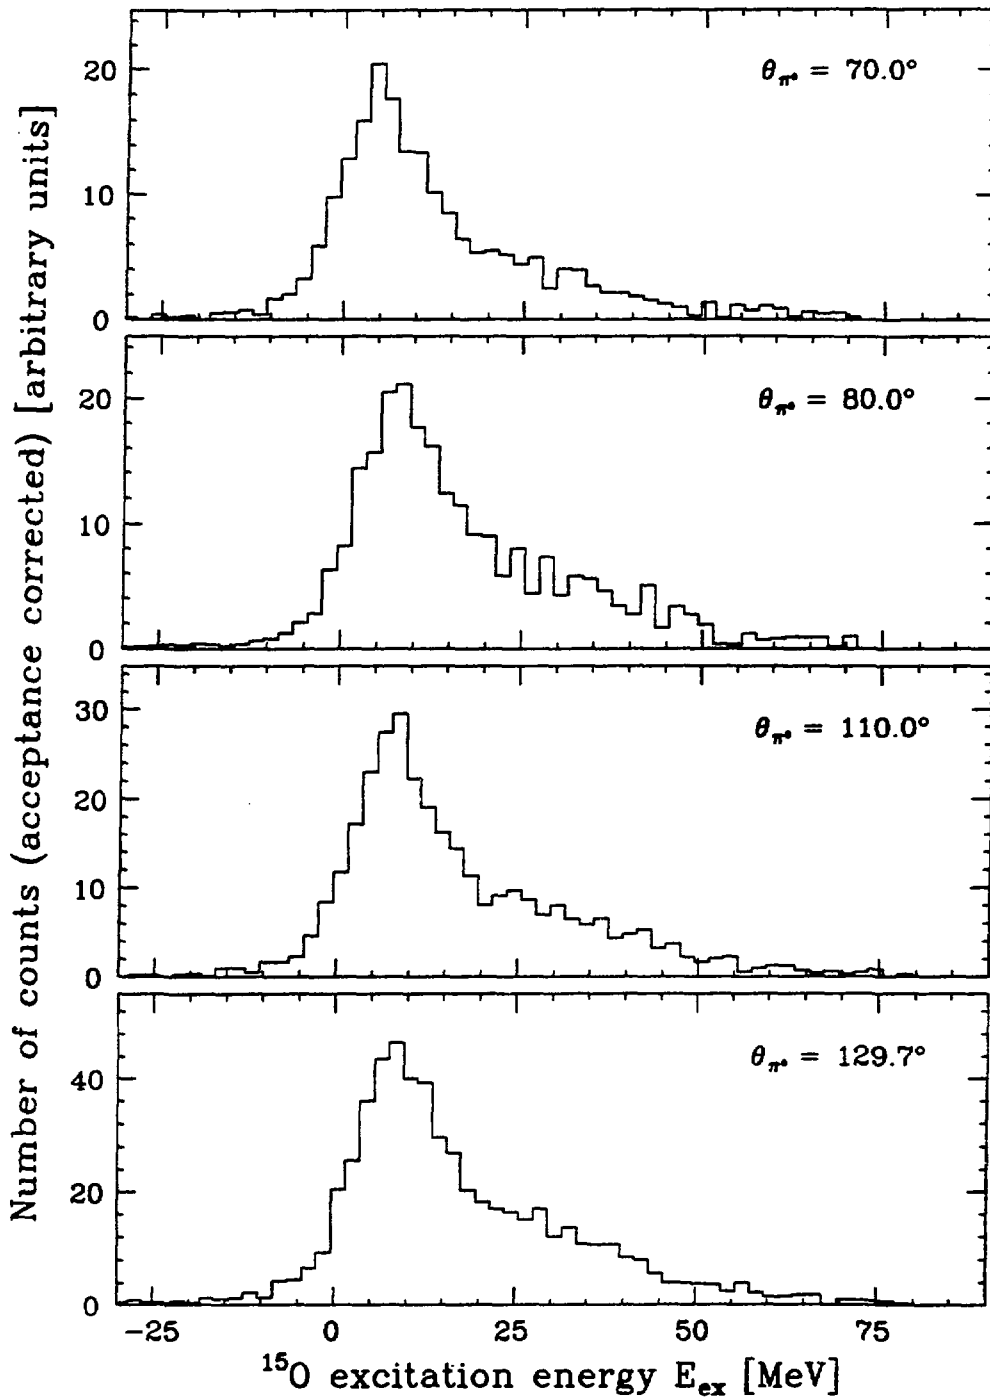 Number of counts (acceptance corrected) [arbitrary units]
θπ° = 70.0°
20
10
0
θπ° = 80.0°
20
10
0
θπ° = 110.0°
30
20
10
0
θπ° = 129.7°
40
20
0
-25 0 25 50 75
¹⁵O excitation energy Eex [MeV]